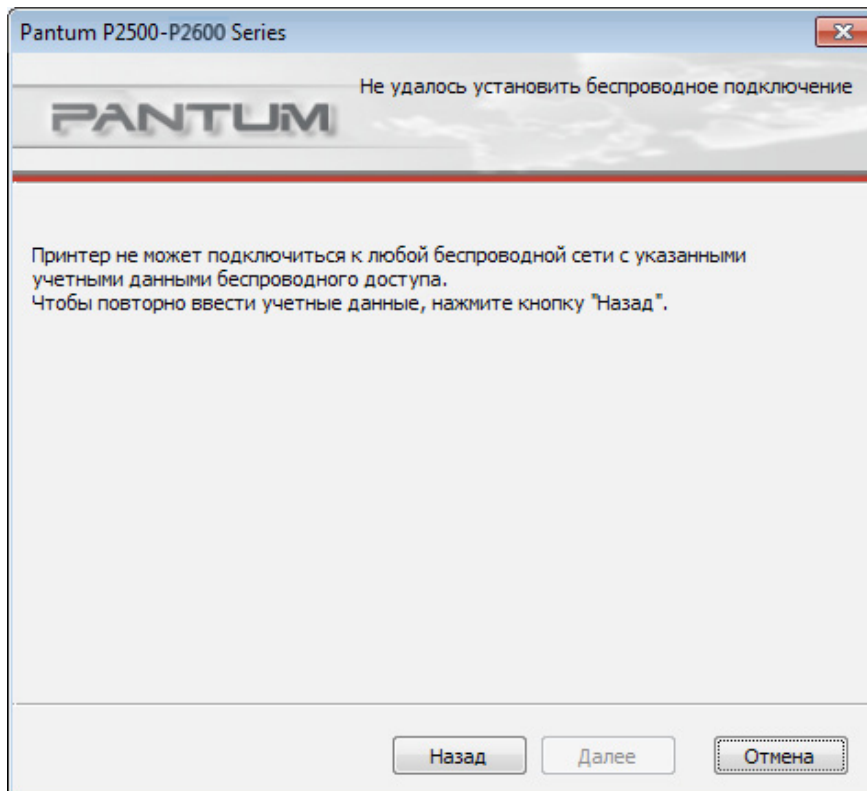 Pantum P2500-P2600 Series
Не удалось установить беспроводное подключение
PANTUM
Принтер не может подключиться к любой беспроводной сети с указанными
учетными данными беспроводного доступа.
Чтобы повторно ввести учетные данные, нажмите кнопку "Назад".
Назад
Далее
Отмена